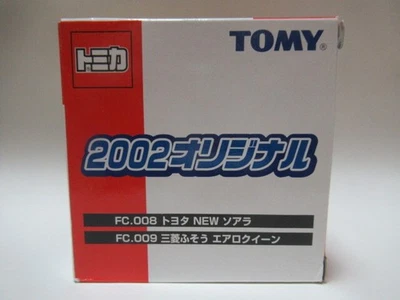 トミカ
TOMY®
2002オリジナル
FC.008 トヨタ NEW ソアラ
FC.009 三菱ふそう エアロクイーン